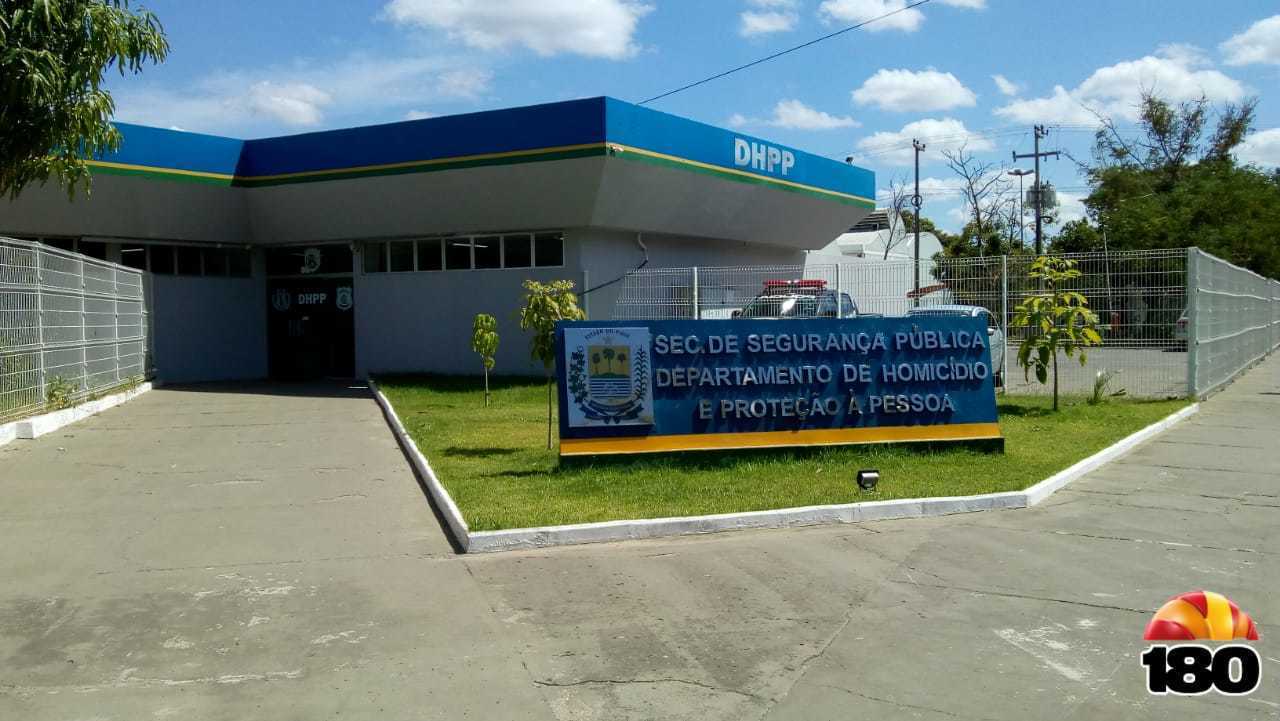 DHPP
DHPP
SEC. DE SEGURANÇA PÚBLICA
DEPARTAMENTO DE HOMICÍDIO
E PROTEÇÃO À PESSOA
180